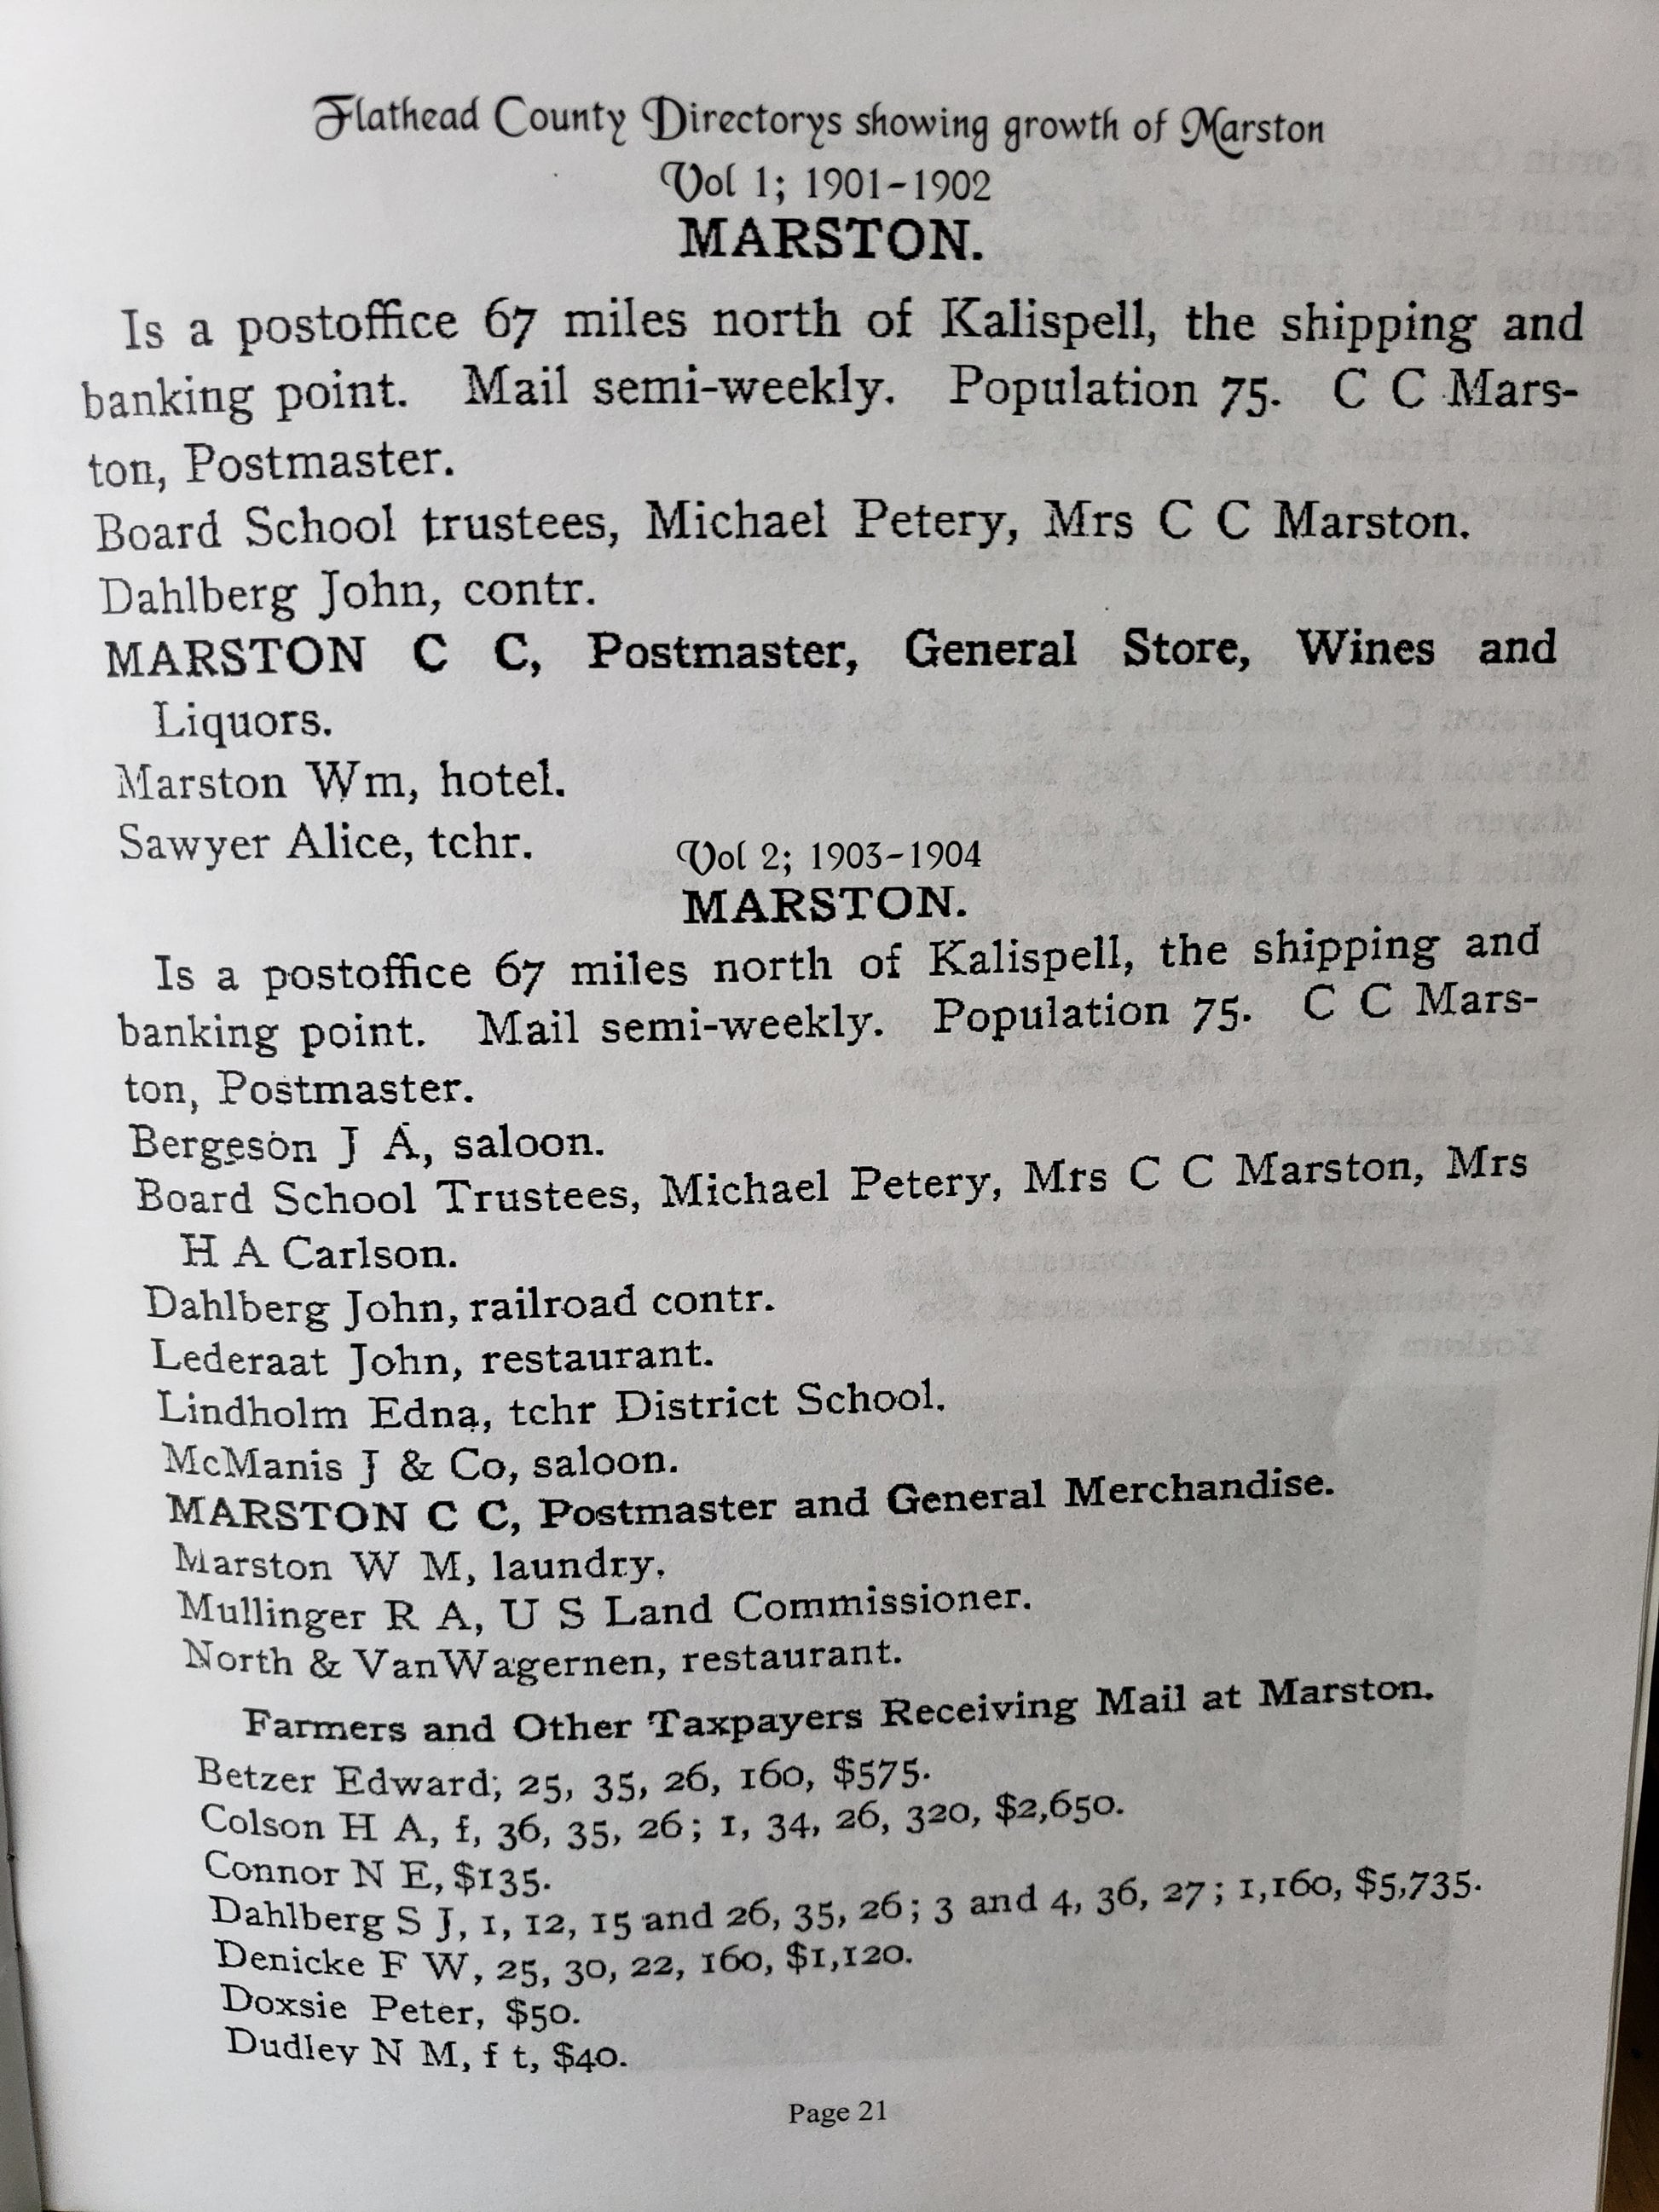 Flathead County Directorys showing growth of Marston
Vol 1; 1901-1902
MARSTON.
Is a postoffice 67 miles north of Kalispell, the shipping and
banking point. Mail semi-weekly. Population 75. C C Mars-
ton, Postmaster.
Board School trustees, Michael Petery, Mrs C C Marston.
Dahlberg John, contr.
MARSTON C C, Postmaster, General Store, Wines and
Liquors.
Marston Wm, hotel.
Sawyer Alice, tchr.
Vol 2; 1903-1904
MARSTON.
Is a postoffice 67 miles north of Kalispell, the shipping and
banking point. Mail semi-weekly. Population 75. C C Mars-
ton, Postmaster.
Bergeson J A, saloon.
Board School Trustees, Michael Petery, Mrs C C Marston, Mrs
H A Carlson.
Dahlberg John, railroad contr.
Lederaat John, restaurant.
Lindholm Edna, tchr District School.
McManis J & Co, saloon.
MARSTON C C, Postmaster and General Merchandise.
Marston W M, laundry.
Mullinger R A, U S Land Commissioner.
North & VanWagernen, restaurant.
Farmers and Other Taxpayers Receiving Mail at Marston.
Betzer Edward; 25, 35, 26, 160, $575.
Colson H A, f, 36, 35, 26; 1, 34, 26, 320, $2,650.
Connor N E, $135.
Dahlberg S J, 1, 12, 15 and 26, 35, 26; 3 and 4, 36, 27; 1,160, $5,735.
Denicke F W, 25, 30, 22, 160, $1,120.
Doxsie Peter, $50.
Dudley N M, f t, $40.
Page 21